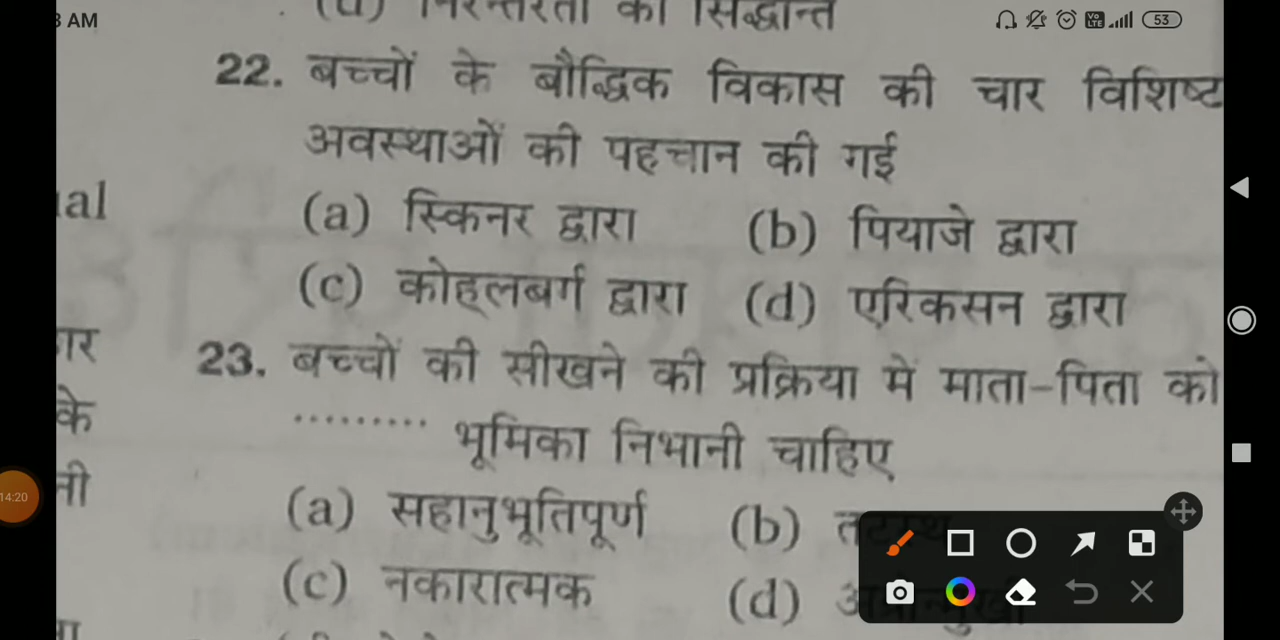 3 AM
53
(d) निरन्तरता का सिद्धान्त
22. बच्चों के बौद्धिक विकास की चार विशिष्ट
अवस्थाओं की पहचान की गई
(a) स्किनर द्वारा (b) पियाजे द्वारा
(c) कोहलबर्ग द्वारा (d) एरिकसन द्वारा
23. बच्चों की सीखने की प्रक्रिया में माता-पिता को
......... भूमिका निभानी चाहिए
(a) सहानुभूतिपूर्ण (b)
(c) नकारात्मक (d)
al
के
14:20